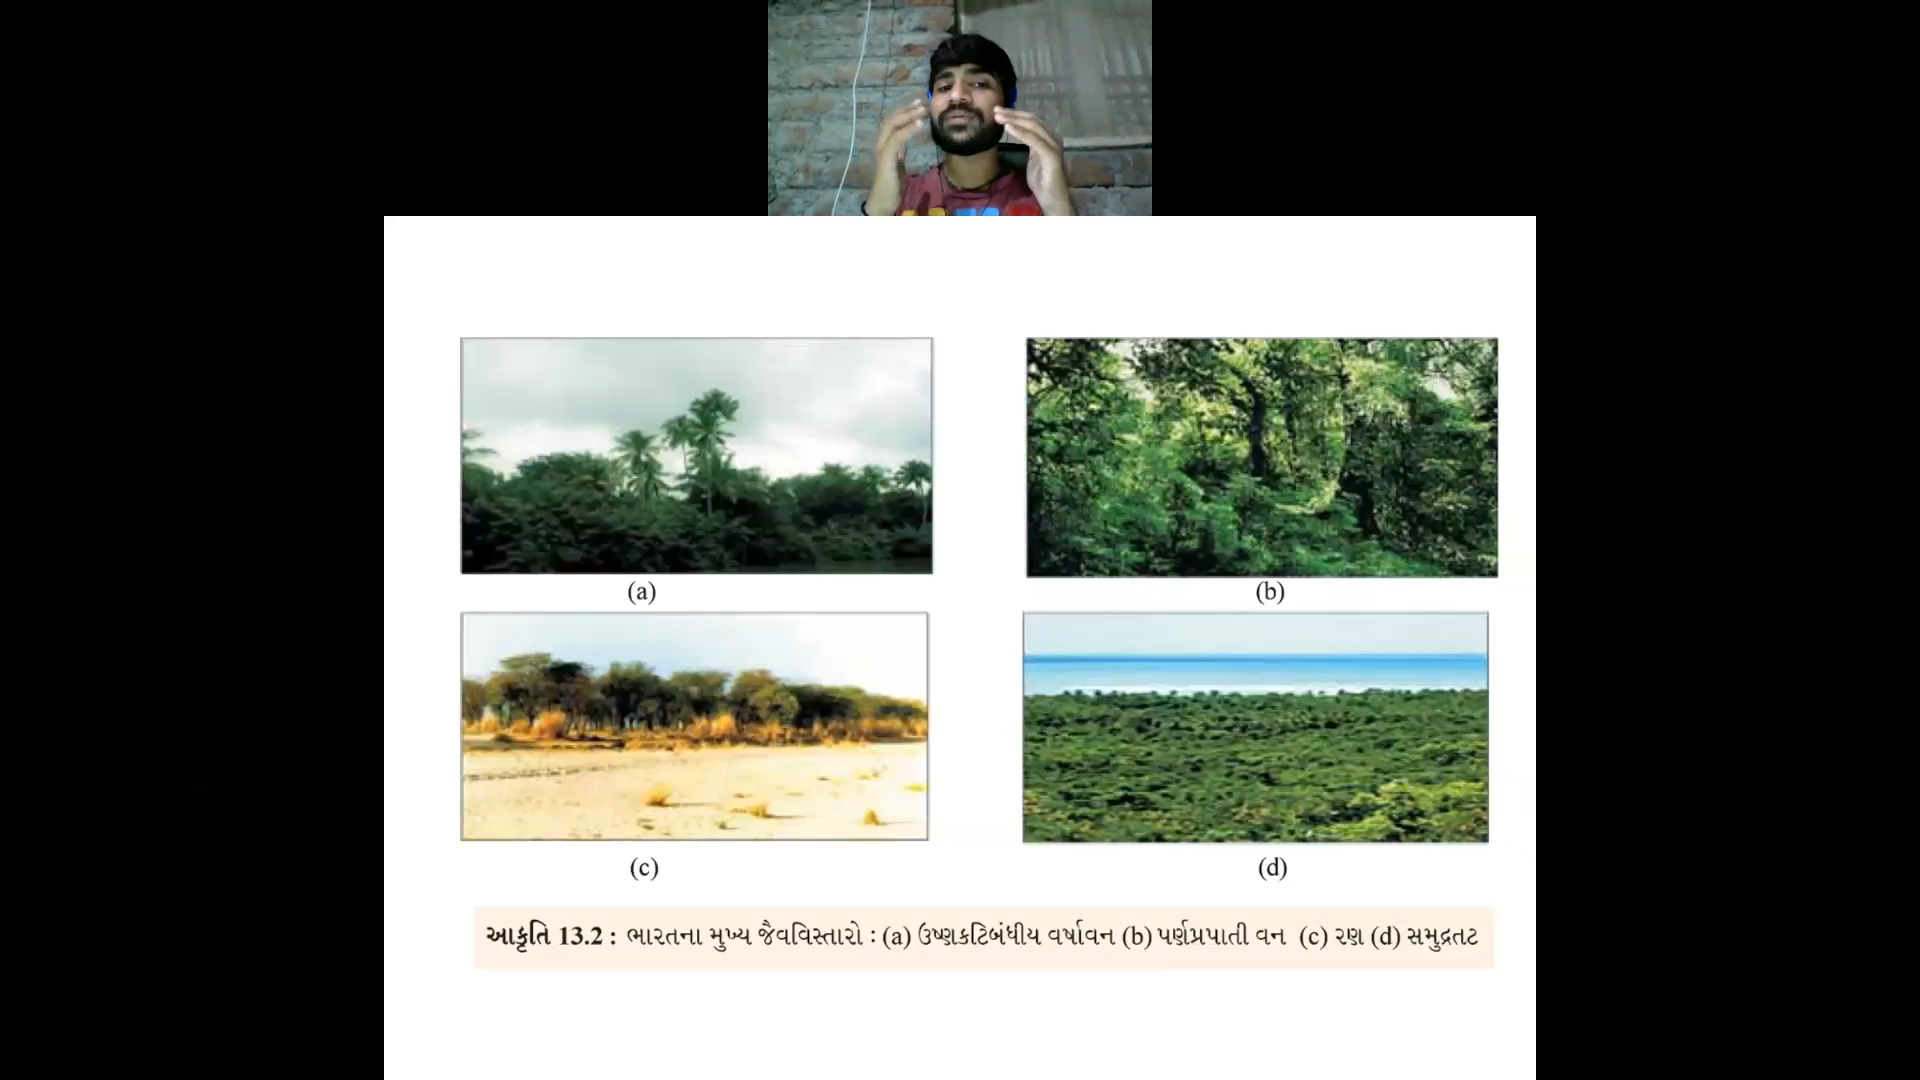 (a)
(b)
(c)
(d)
આકૃતિ 13.2 : ભારતના મુખ્ય જૈવવિસ્તારો : (a) ઉષ્ણકટિબંધીય વર્ષાવન (b) પર્ણપ્રપાતી વન (c) રણ (d) સમુદ્રતટ